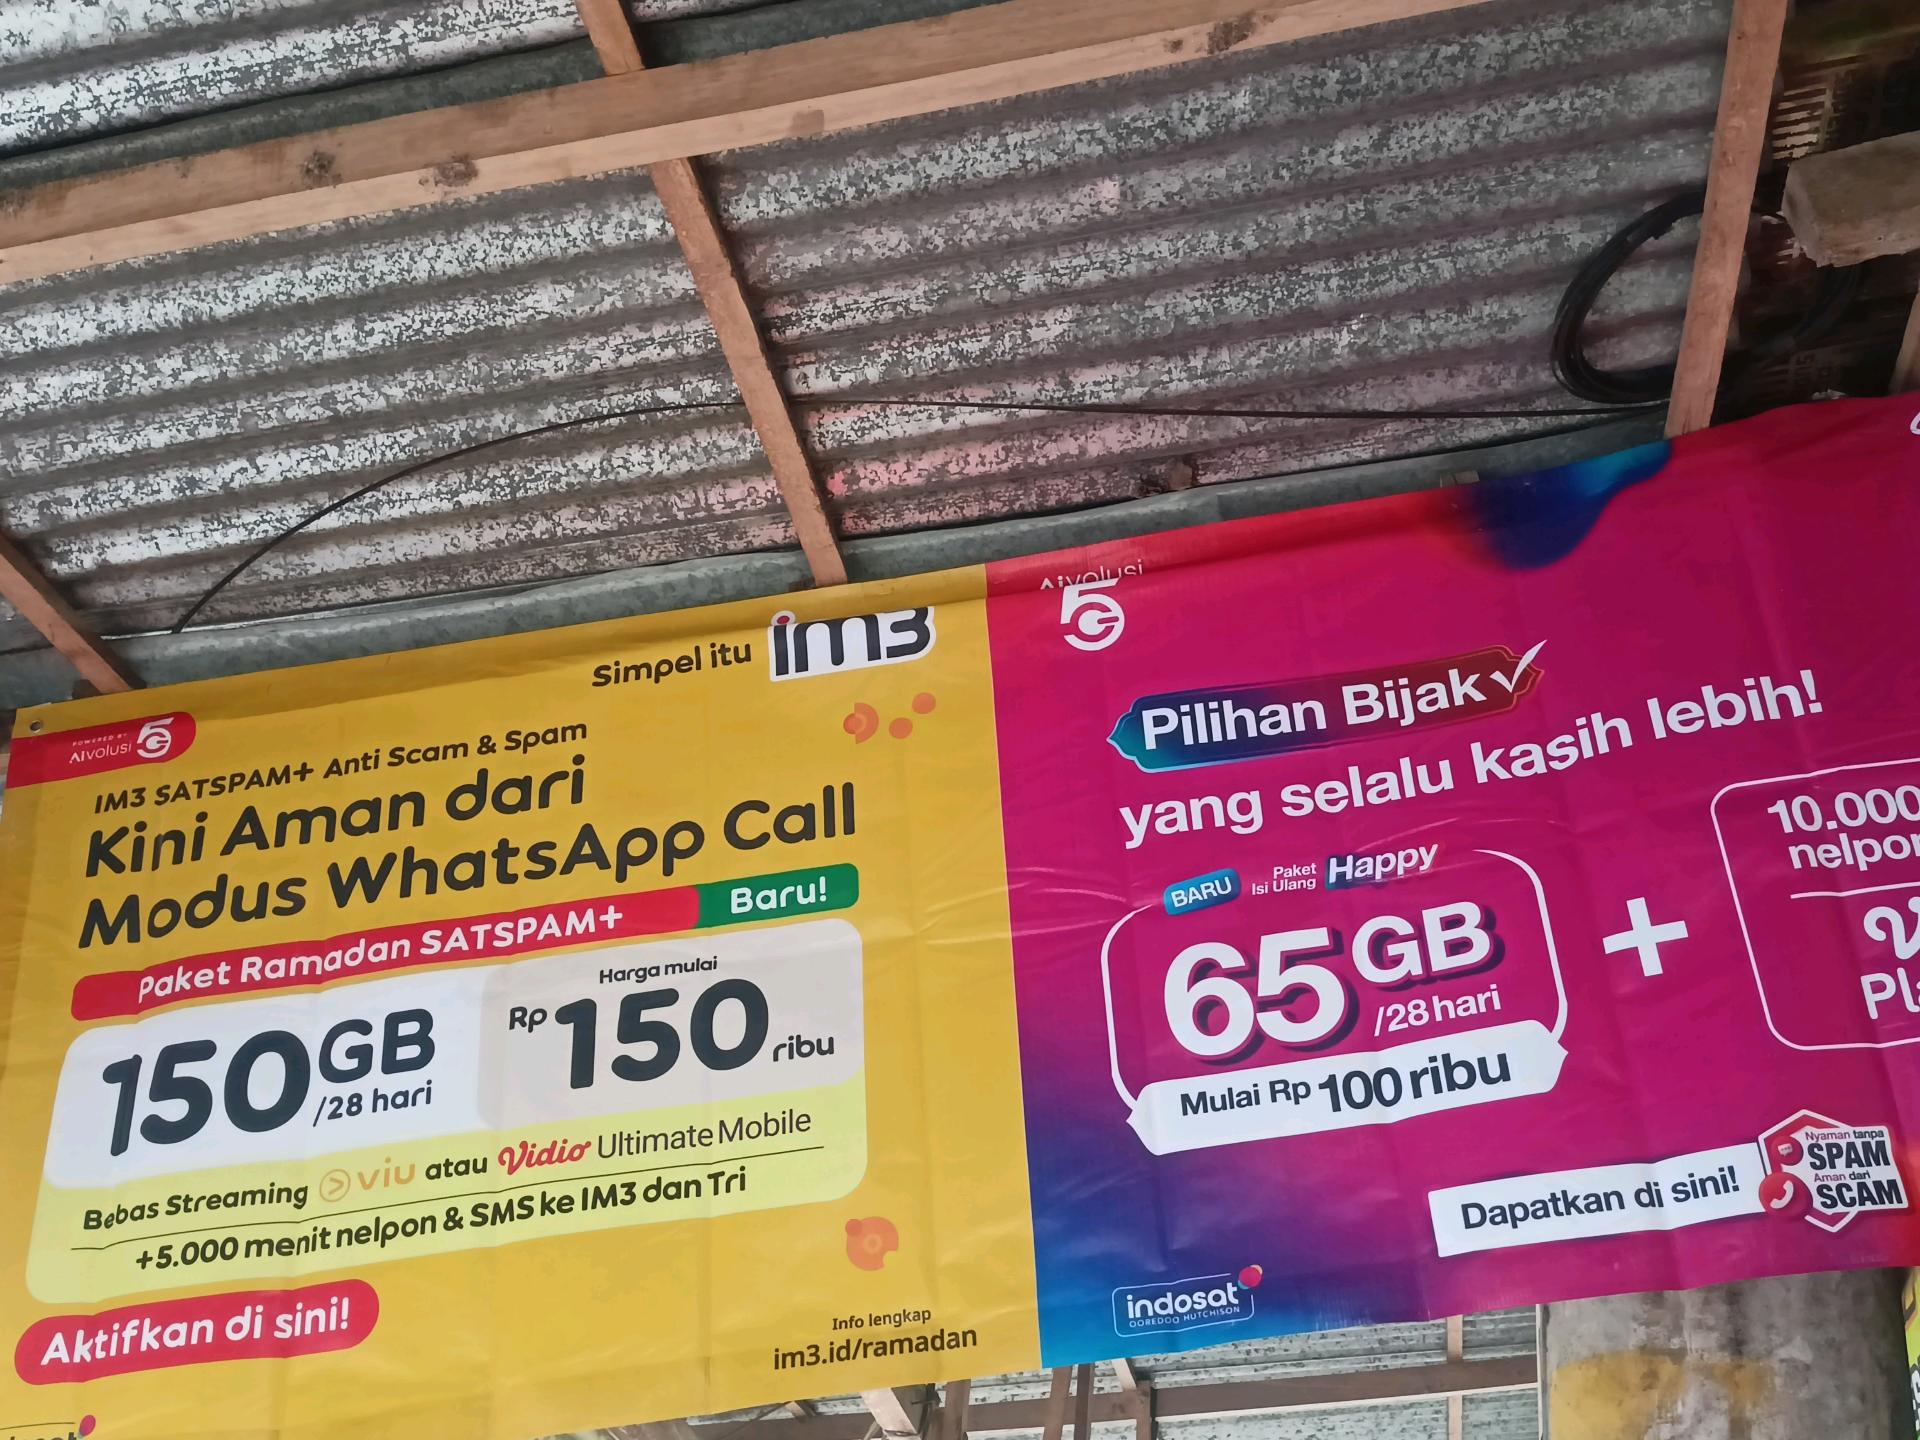 POWERED BY
AIvolusi 5G
Simpel itu im3
IM3 SATSPAM+ Anti Scam & Spam
Kini Aman dari
Modus WhatsApp Call
Paket Ramadan SATSPAM+ Baru!
150GB
/28 hari
Harga mulai
Rp 150 ribu
Bebas Streaming viu atau Vidio Ultimate Mobile
+5.000 menit nelpon & SMS ke IM3 dan Tri
Aktifkan di sini!
Info lengkap
im3.id/ramadan
AIvolusi
5G
Pilihan Bijak
yang selalu kasih lebih!
BARU Paket Isi Ulang Happy
65GB
/28 hari
Mulai Rp 100 ribu
+
10.000
Dapatkan di sini!
Nyaman tanpa
SPAM
Aman dari
SCAM
indosat
OOREDOO HUTCHISON